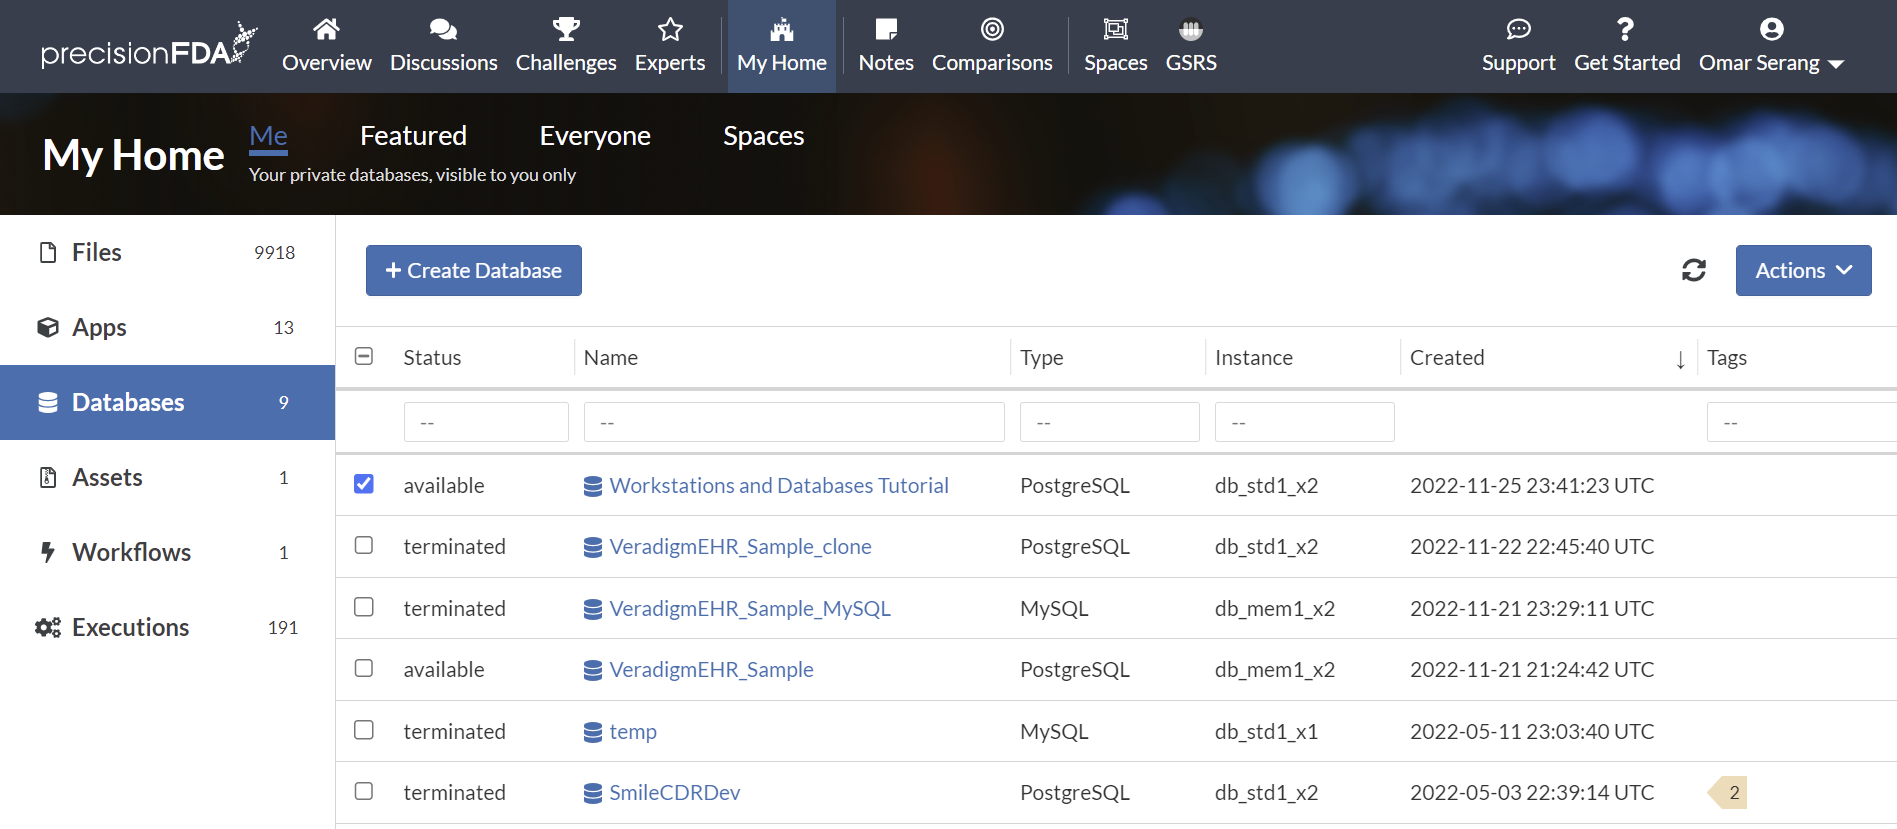 precisionFDA
Overview Discussions Challenges Experts My Home Notes Comparisons Spaces GSRS Support Get Started Omar Serang
My Home
Me Featured Everyone Spaces
Your private databases, visible to you only
Files 9918
Apps 13
Databases 9
Assets 1
Workflows 1
Executions 191
+ Create Database
Actions
Status Name Type Instance Created ↓ Tags
-- -- -- -- --
available Workstations and Databases Tutorial PostgreSQL db_std1_x2 2022-11-25 23:41:23 UTC
terminated VeradigmEHR_Sample_clone PostgreSQL db_std1_x2 2022-11-22 22:45:40 UTC
terminated VeradigmEHR_Sample_MySQL MySQL db_mem1_x2 2022-11-21 23:29:11 UTC
available VeradigmEHR_Sample PostgreSQL db_mem1_x2 2022-11-21 21:24:42 UTC
terminated temp MySQL db_std1_x1 2022-05-11 23:03:40 UTC
terminated SmileCDRDev PostgreSQL db_std1_x2 2022-05-03 22:39:14 UTC 2